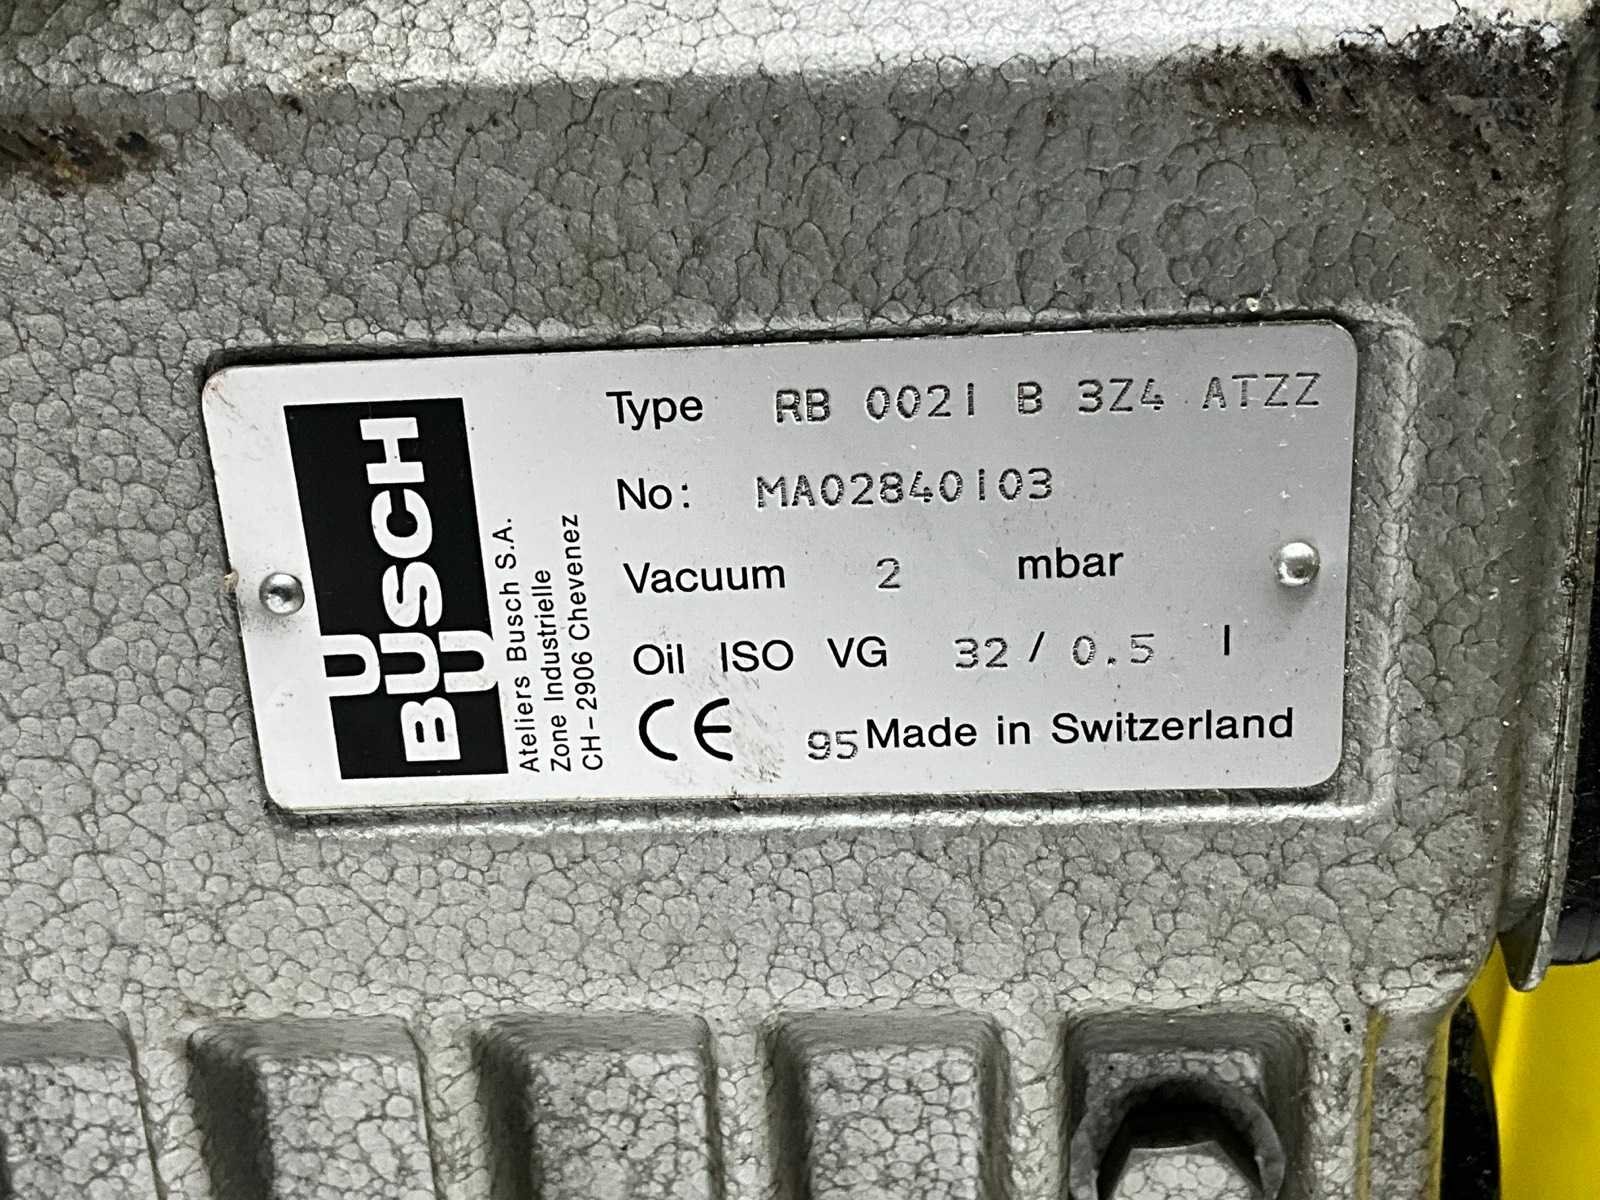 BUSCH
Ateliers Busch S.A.
Zone Industrielle
CH-2906 Chevenez
Type RB 0021 B 3Z4 ATZZ
No: MA02840103
Vacuum 2 mbar
Oil ISO VG 32 / 0.5 l
CE 95 Made in Switzerland